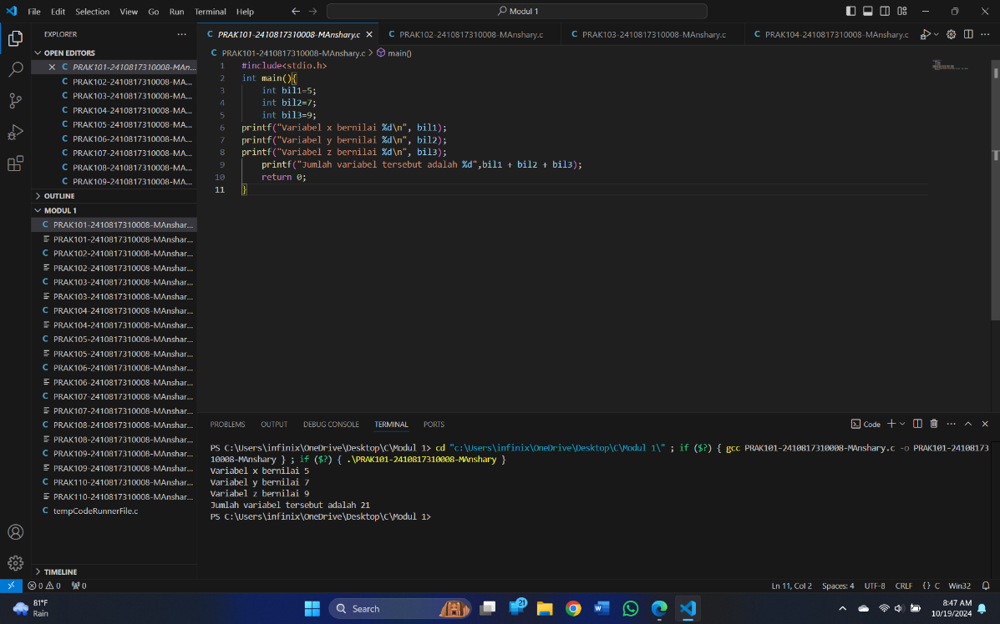 File Edit Selection View Go Run Terminal Help
Modul 1
EXPLORER
OPEN EDITORS
PRAK101-2410817310008-MAn...
PRAK102-2410817310008-MA...
PRAK103-2410817310008-MA...
PRAK104-2410817310008-MA...
PRAK105-2410817310008-MA...
PRAK106-2410817310008-MA...
PRAK107-2410817310008-MA...
PRAK108-2410817310008-MA...
PRAK109-2410817310008-MA...
OUTLINE
MODUL 1
PRAK101-2410817310008-MAnshar...
PRAK101-2410817310008-MAnshar...
PRAK102-2410817310008-MAnshar...
PRAK102-2410817310008-MAnshar...
PRAK103-2410817310008-MAnshar...
PRAK103-2410817310008-MAnshar...
PRAK104-2410817310008-MAnshar...
PRAK104-2410817310008-MAnshar...
PRAK105-2410817310008-MAnshar...
PRAK105-2410817310008-MAnshar...
PRAK106-2410817310008-MAnshar...
PRAK106-2410817310008-MAnshar...
PRAK107-2410817310008-MAnshar...
PRAK107-2410817310008-MAnshar...
PRAK108-2410817310008-MAnshar...
PRAK108-2410817310008-MAnshar...
PRAK109-2410817310008-MAnshar...
PRAK109-2410817310008-MAnshar...
PRAK110-2410817310008-MAnshar...
PRAK110-2410817310008-MAnshar...
tempCodeRunnerFile.c
TIMELINE
PRAK101-2410817310008-MAnshary.c PRAK102-2410817310008-MAnshary.c PRAK103-2410817310008-MAnshary.c PRAK104-2410817310008-MAnshary.c
PRAK101-2410817310008-MAnshary.c > main()
1 #include<stdio.h>
2 int main(){
3     int bil1=5;
4     int bil2=7;
5     int bil3=9;
6 printf("Variabel x bernilai %d\n", bil1);
7 printf("Variabel y bernilai %d\n", bil2);
8 printf("Variabel z bernilai %d\n", bil3);
9     printf("Jumlah variabel tersebut adalah %d",bil1 + bil2 + bil3);
10     return 0;
11 }
PROBLEMS OUTPUT DEBUG CONSOLE TERMINAL PORTS
Code
PS C:\Users\infinix\OneDrive\Desktop\C\Modul 1> cd "c:\Users\infinix\OneDrive\Desktop\C\Modul 1\" ; if ($?) { gcc PRAK101-2410817310008-MAnshary.c -o PRAK101-24108173
10008-MAnshary } ; if ($?) { .\PRAK101-2410817310008-MAnshary }
Variabel x bernilai 5
Variabel y bernilai 7
Variabel z bernilai 9
Jumlah variabel tersebut adalah 21
PS C:\Users\infinix\OneDrive\Desktop\C\Modul 1>
0 0 0
Ln 11, Col 2 Spaces: 4 UTF-8 CRLF {} C Win32
81°F
Rain
Search
21
8:47 AM
10/19/2024